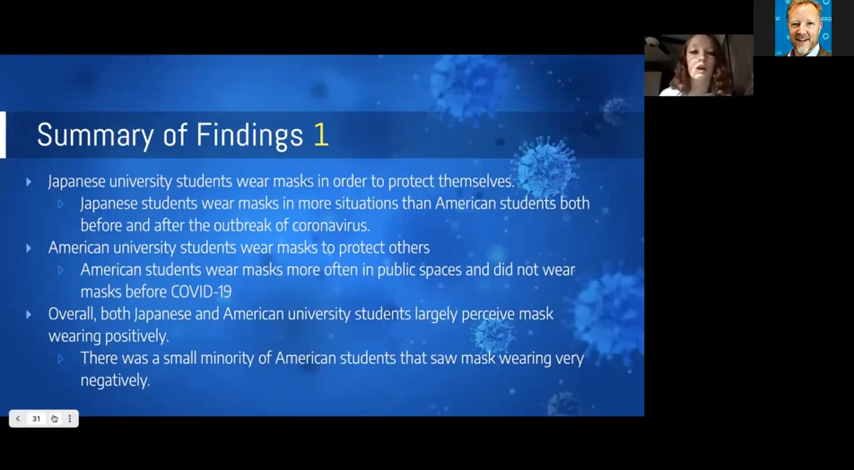 Summary of Findings 1
Japanese university students wear masks in order to protect themselves.
Japanese students wear masks in more situations than American students both
before and after the outbreak of coronavirus.
American university students wear masks to protect others
American students wear masks more often in public spaces and did not wear
masks before COVID-19
Overall, both Japanese and American university students largely perceive mask
wearing positively.
There was a small minority of American students that saw mask wearing very
negatively.
31